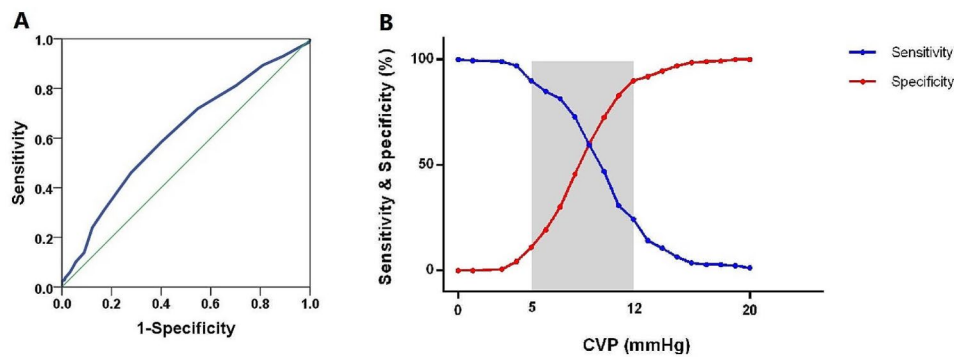 A
1.0
0.8
0.6
0.4
0.2
0.0
0.0 0.2 0.4 0.6 0.8 1.0
Sensitivity
1-Specificity
B
100
50
0
0 5 12 20
Sensitivity & Specificity (%)
CVP (mmHg)
Sensitivity
Specificity